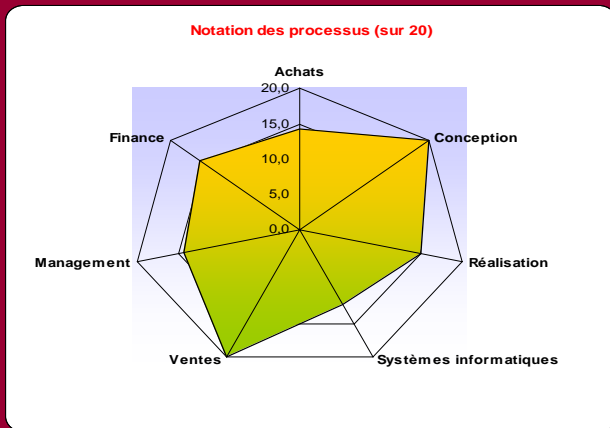 Notation des processus (sur 20)
Achats
20,0
15,0
Finance
Conception
10,0
5,0
0,0
Management
Réalisation
Ventes
Systèmes informatiques